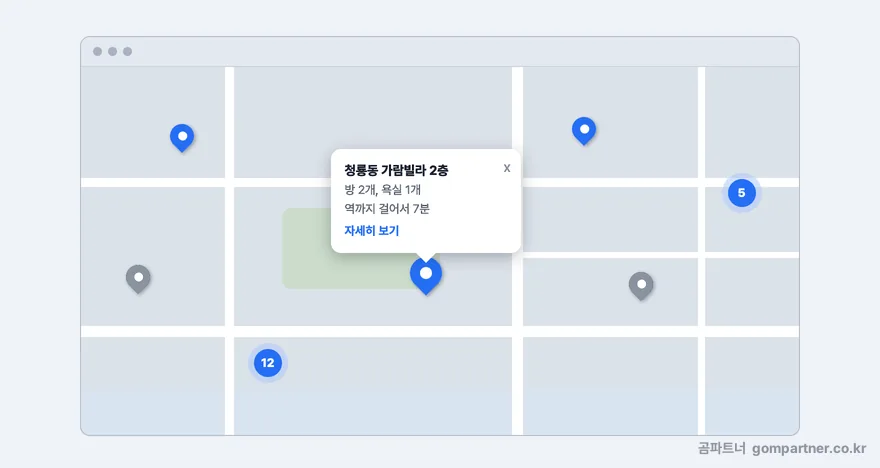 청룡동 가람빌라 2층
X
방 2개, 욕실 1개
역까지 걸어서 7분
자세히 보기
5
12
곰파트너 gompartner.co.kr